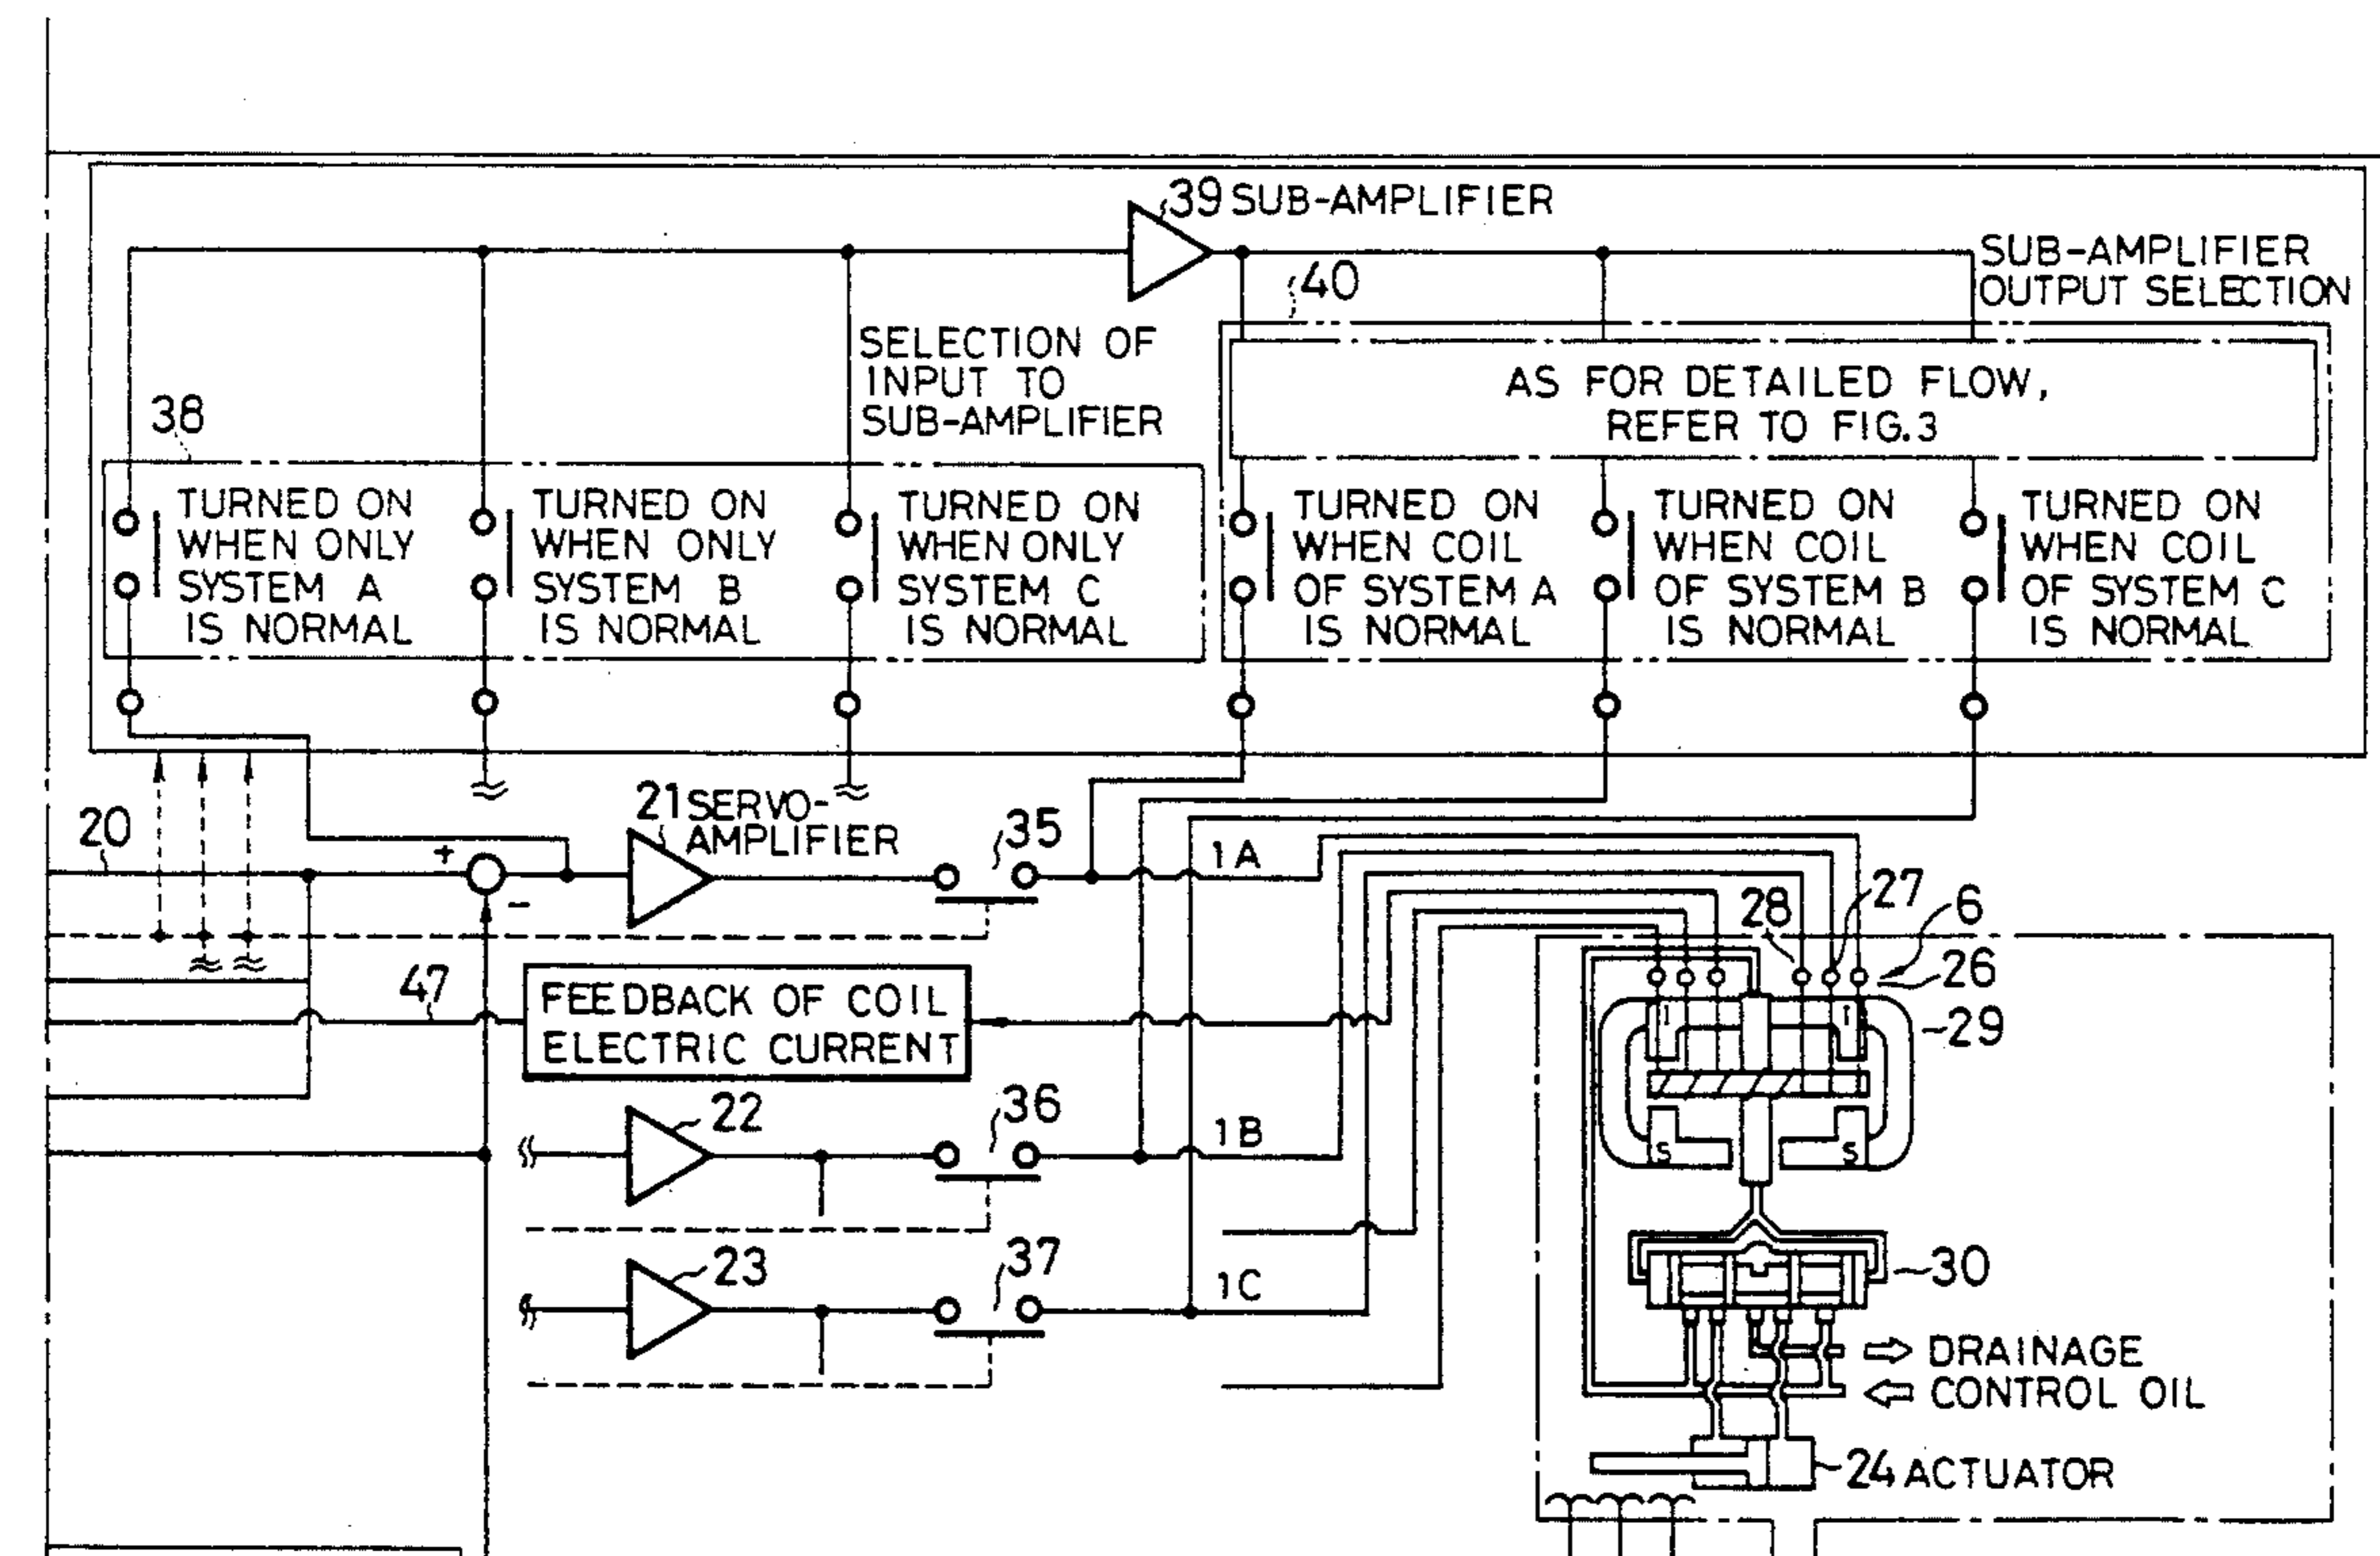 39 SUB-AMPLIFIER
40
SUB-AMPLIFIER
OUTPUT SELECTION
SELECTION OF
INPUT TO
SUB-AMPLIFIER
AS FOR DETAILED FLOW,
REFER TO FIG.3
38
TURNED ON
WHEN ONLY
SYSTEM A
IS NORMAL
TURNED ON
WHEN ONLY
SYSTEM B
IS NORMAL
TURNED ON
WHEN ONLY
SYSTEM C
IS NORMAL
TURNED ON
WHEN COIL
OF SYSTEM A
IS NORMAL
TURNED ON
WHEN COIL
OF SYSTEM B
IS NORMAL
TURNED ON
WHEN COIL
OF SYSTEM C
IS NORMAL
20
+
-
21 SERVO-
AMPLIFIER
35
1A
28
27
6
26
29
47
FEEDBACK OF COIL
ELECTRIC CURRENT
22
36
1B
S
S
23
37
1C
30
DRAINAGE
CONTROL OIL
24 ACTUATOR